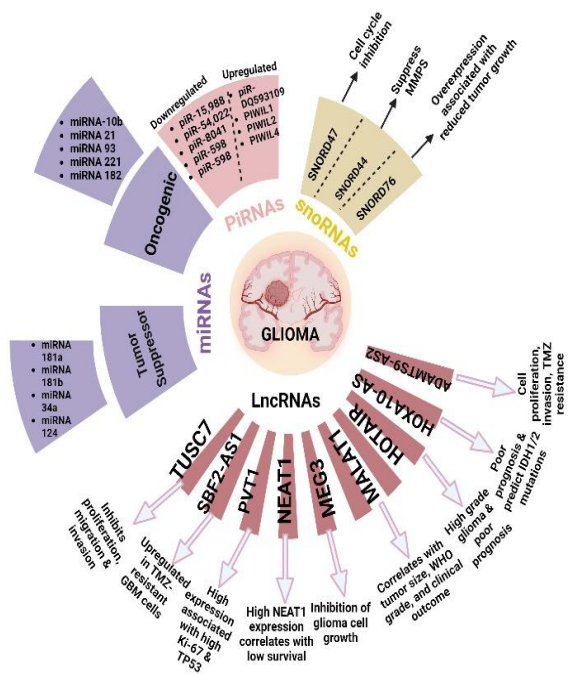 miRNA-10b
miRNA 21
miRNA 93
miRNA 221
miRNA 182
Oncogenic
Downregulated
piR-15,988
piR-54,022
piR-8041
piR-598
piR-598
Upregulated
piR-
DQ593109
PIWIL1
PIWIL2
PIWIL4
PiRNAs
Cell cycle
inhibition
Suppress
MMPS
Overexpression
associated with
reduced tumor growth
SNORD47
SNORD44
SNORD76
snoRNAs
miRNAs
Tumor
Suppressor
miRNA
181a
miRNA
181b
miRNA
34a
miRNA
124
GLIOMA
LncRNAs
TUSC7
SBF2-AS1
PVT1
NEAT1
MEG3
MALAT1
HOTAIR
HOXA10-AS
ADAMTS9-AS2
Inhibits
proliferation,
migration &
invasion
Upregulated
in TMZ-
resistant
GBM cells
High
expression
associated
with high
Ki-67 &
TP53
High NEAT1
expression
correlates with
low survival
Inhibition of
glioma cell
growth
Correlates with
tumor size, WHO
grade, and clinical
outcome
High grade
glioma &
poor
prognosis
Poor
prognosis &
predict IDH1/2
mutations
Cell
proliferation,
invasion, TMZ
resistance